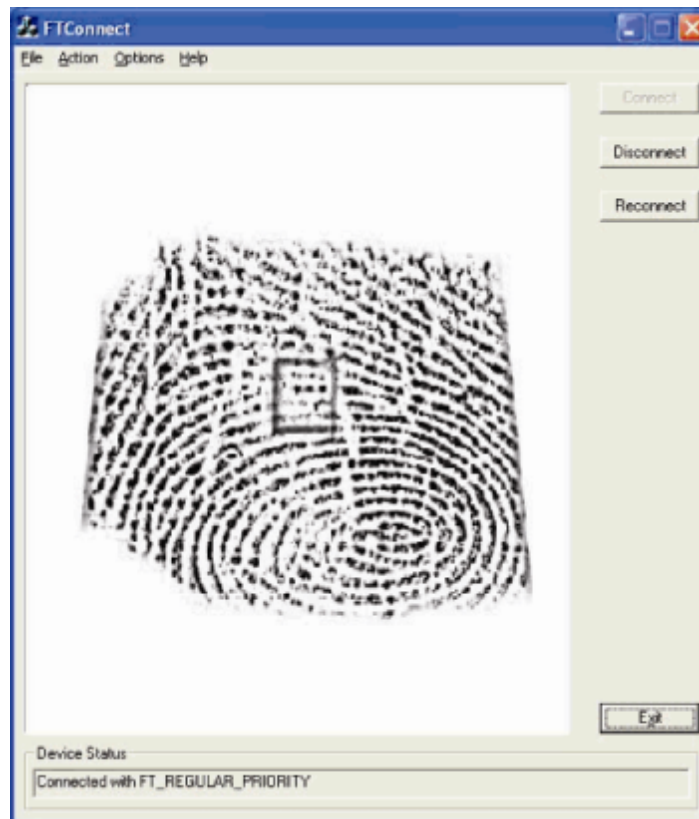 FTConnect
File Action Options Help
Connect
Disconnect
Reconnect
Exit
Device Status
Connected with FT_REGULAR_PRIORITY